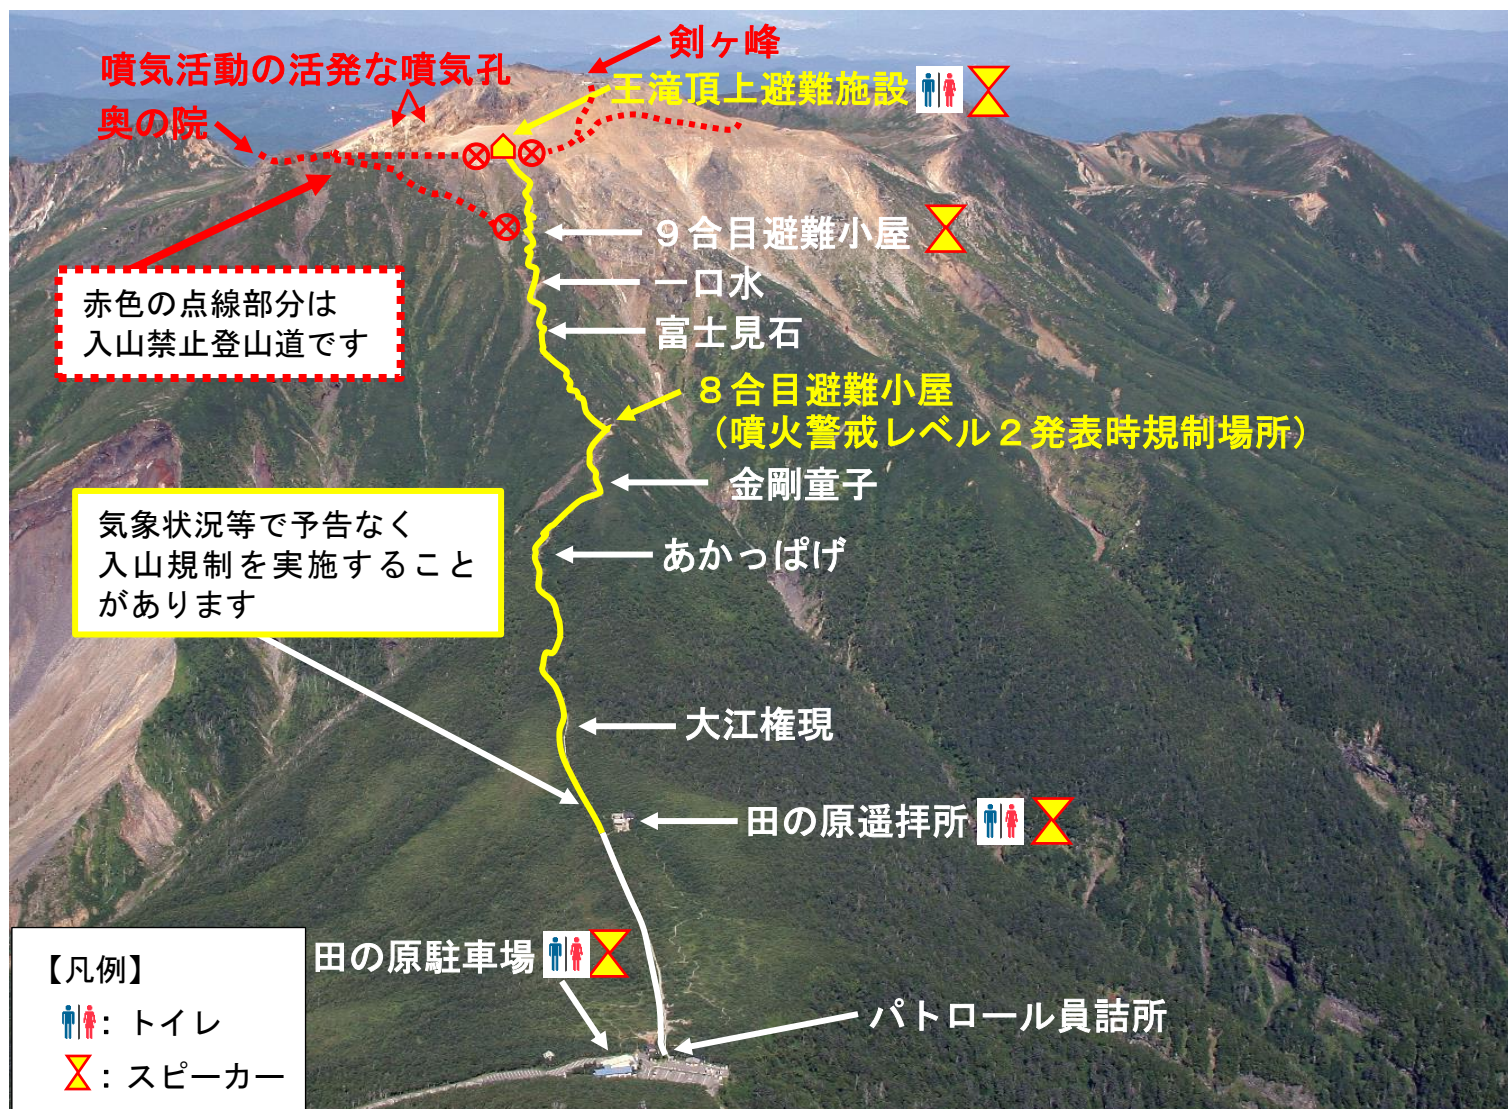 剣ヶ峰
噴気活動の活発な噴気孔
王滝頂上避難施設
奥の院
９合目避難小屋
赤色の点線部分は
入山禁止登山道です
一口水
富士見石
８合目避難小屋
（噴火警戒レベル２発表時規制場所）
金剛童子
気象状況等で予告なく
入山規制を実施すること
があります
あかっぱげ
大江権現
田の原遥拝所
田の原駐車場
パトロール員詰所
【凡例】
：トイレ
：スピーカー